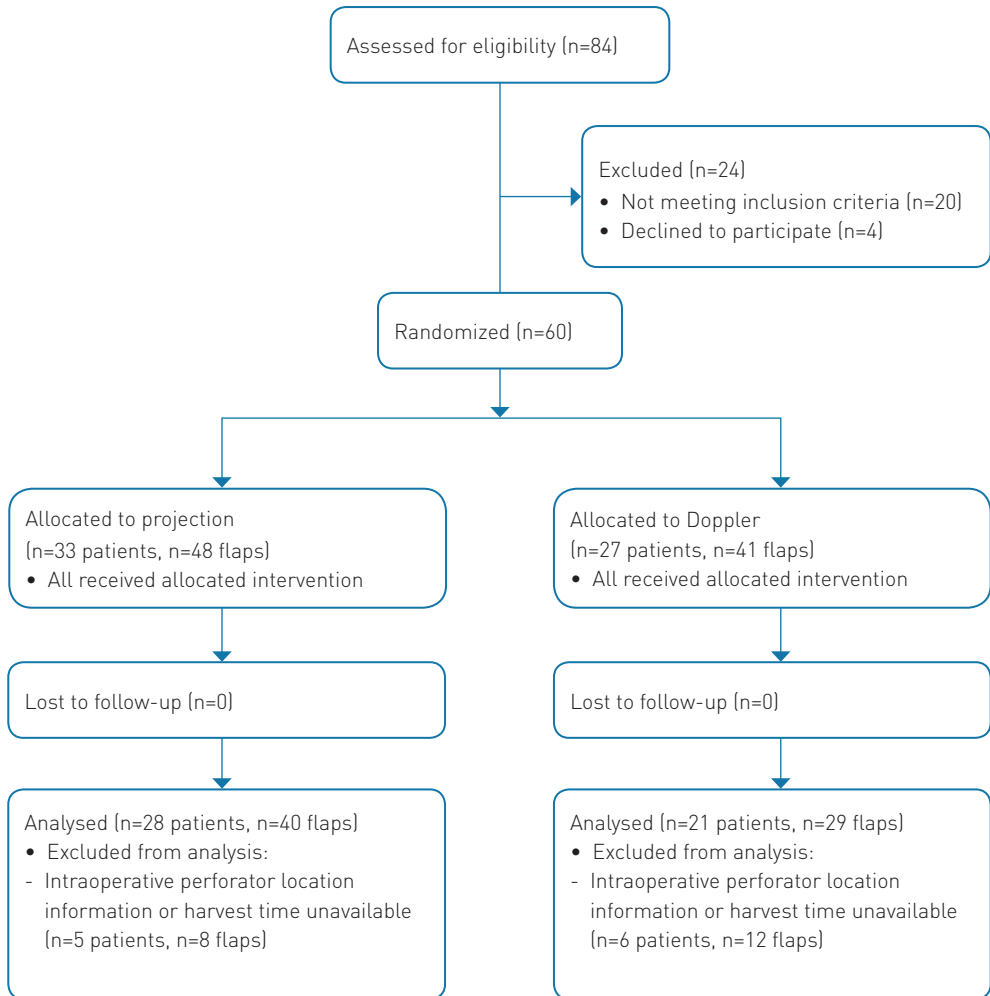 Assessed for eligibility (n=84)
Excluded (n=24)
• Not meeting inclusion criteria (n=20)
• Declined to participate (n=4)
Randomized (n=60)
Allocated to projection
(n=33 patients, n=48 flaps)
• All received allocated intervention
Allocated to Doppler
(n=27 patients, n=41 flaps)
• All received allocated intervention
Lost to follow-up (n=0)
Lost to follow-up (n=0)
Analysed (n=28 patients, n=40 flaps)
• Excluded from analysis:
- Intraoperative perforator location
information or harvest time unavailable
(n=5 patients, n=8 flaps)
Analysed (n=21 patients, n=29 flaps)
• Excluded from analysis:
- Intraoperative perforator location
information or harvest time unavailable
(n=6 patients, n=12 flaps)